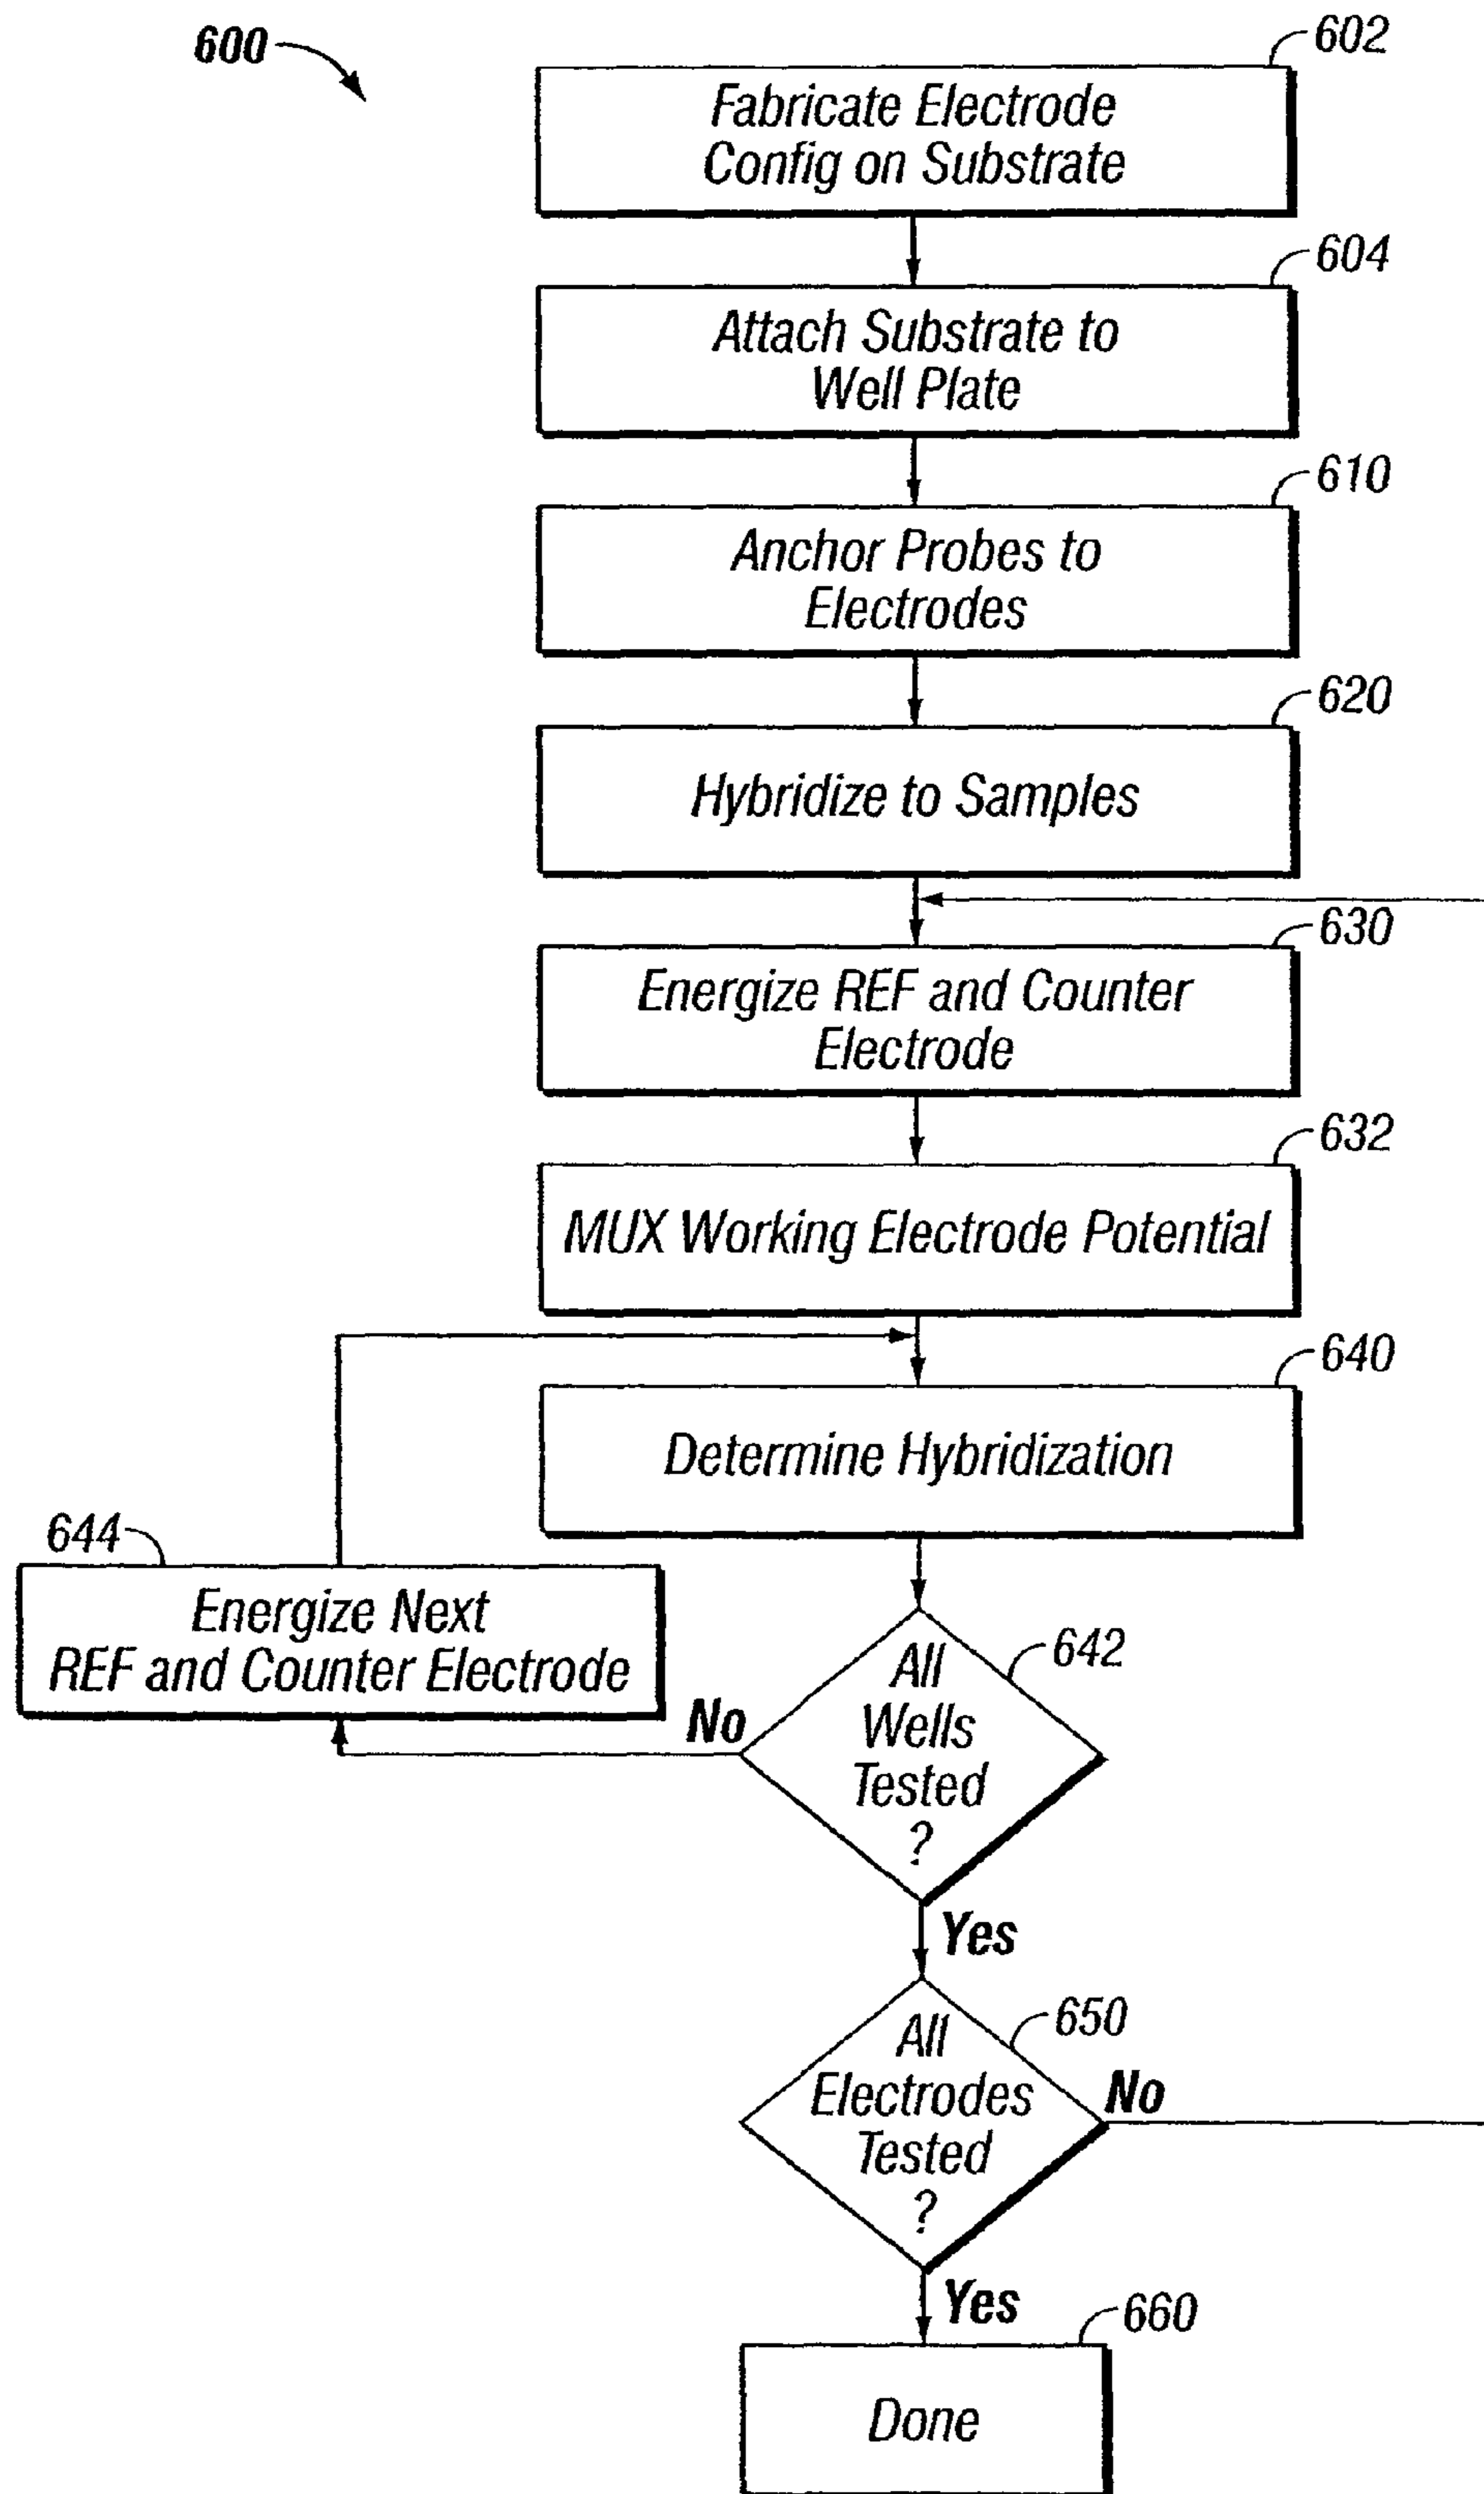 600
602
Fabricate Electrode
Config on Substrate
604
Attach Substrate to
Well Plate
610
Anchor Probes to
Electrodes
620
Hybridize to Samples
630
Energize REF and Counter
Electrode
632
MUX Working Electrode Potential
640
Determine Hybridization
644
Energize Next
REF and Counter Electrode
642
All
Wells
Tested
?
No
Yes
650
All
Electrodes
Tested
?
No
Yes
660
Done